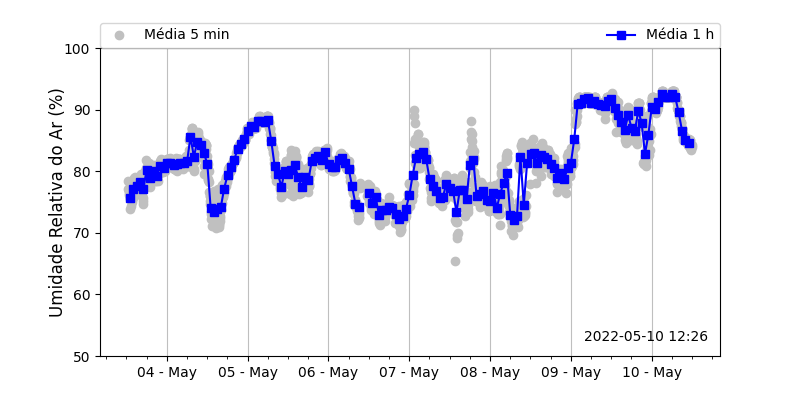 Média 5 min
Média 1 h
Umidade Relativa do Ar (%)
100
90
80
70
60
50
2022-05-10 12:26
04 - May
05 - May
06 - May
07 - May
08 - May
09 - May
10 - May